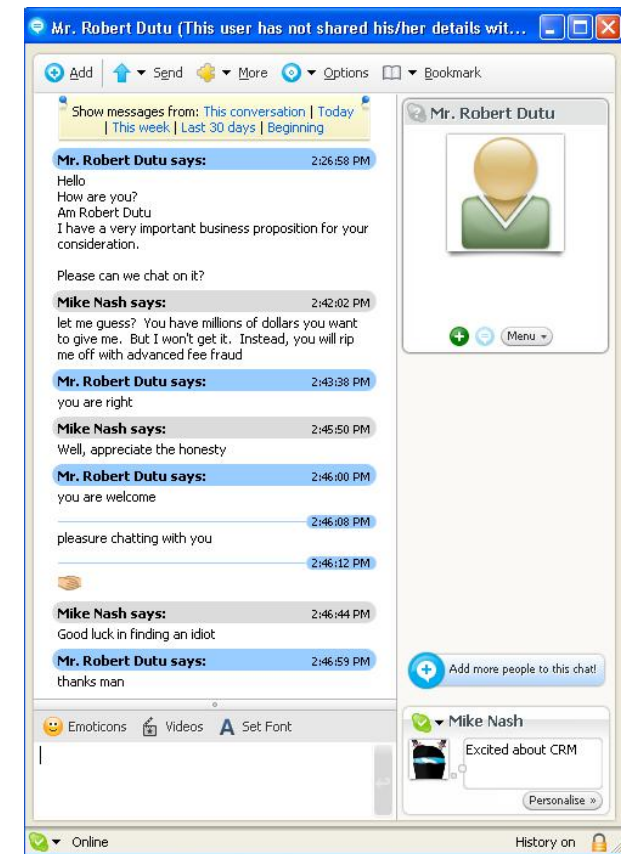 Mr. Robert Dutu (This user has not shared his/her details wit...
Add Send More Options Bookmark
Show messages from: This conversation | Today
| This week | Last 30 days | Beginning
Mr. Robert Dutu says: 2:26:58 PM
Hello
How are you?
Am Robert Dutu
I have a very important business proposition for your
consideration.
Please can we chat on it?
Mike Nash says: 2:42:02 PM
let me guess? You have millions of dollars you want
to give me. But I won't get it. Instead, you will rip
me off with advanced fee fraud
Mr. Robert Dutu says: 2:43:38 PM
you are right
Mike Nash says: 2:45:50 PM
Well, appreciate the honesty
Mr. Robert Dutu says: 2:46:00 PM
you are welcome
2:46:08 PM
pleasure chatting with you
2:46:12 PM
Mike Nash says: 2:46:44 PM
Good luck in finding an idiot
Mr. Robert Dutu says: 2:46:59 PM
thanks man
Emoticons Videos A Set Font
Mr. Robert Dutu
Menu
Add more people to this chat!
Mike Nash
Excited about CRM
Personalise »
Online
History on